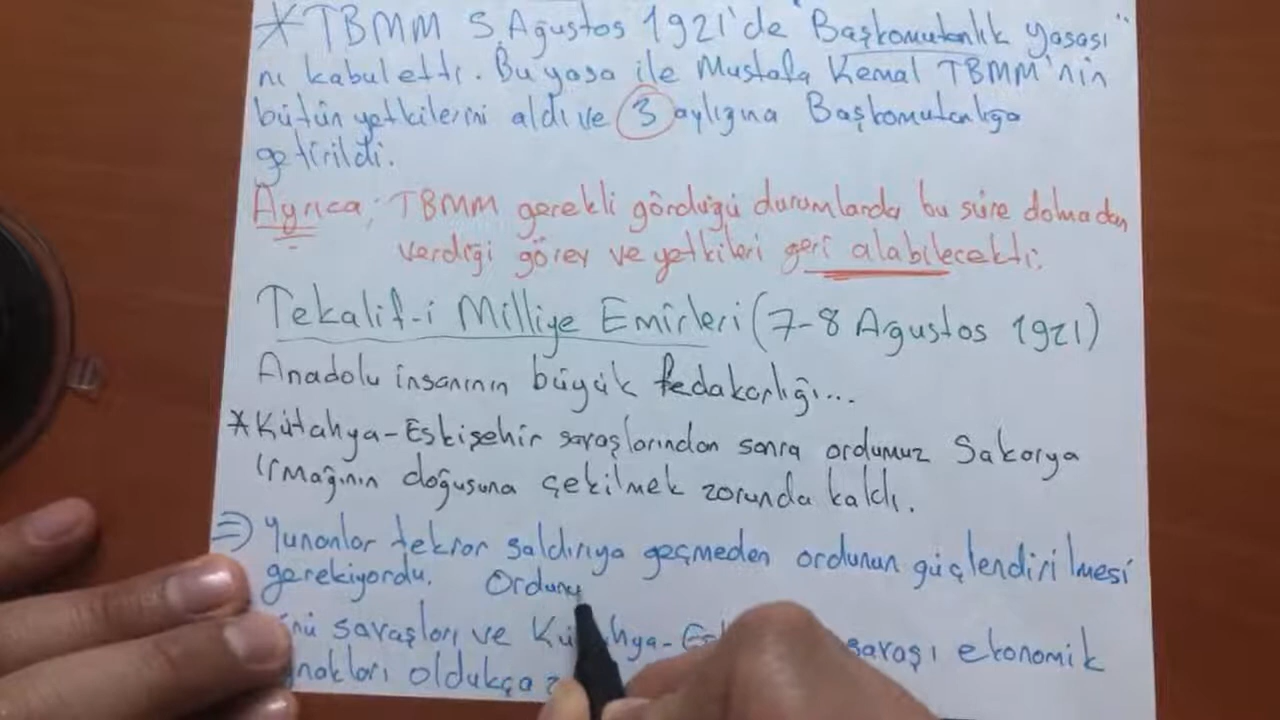 * TBMM 5 Ağustos 1921'de "Başkomutanlık yasası"
nı kabul etti. Bu yasa ile Mustafa Kemal TBMM'nin
bütün yetkilerini aldı ve 3 aylığına Başkomutanlığa
getirildi.
Ayrıca; TBMM gerekli gördüğü durumlarda bu süre dolmadan
verdiği görev ve yetkileri geri alabilecekti.
Tekalif-i Milliye Emirleri (7-8 Ağustos 1921)
Anadolu insanının büyük fedakarlığı...
* Kütahya-Eskişehir savaşlarından sonra ordumuz Sakarya
ırmağının doğusuna çekilmek zorunda kaldı.
⇒ Yunanlar tekrar saldırıya geçmeden ordunun güçlendirilmesi
gerekiyordu. Ordunu
savaşları ve savaşı ekonomik
oldukça